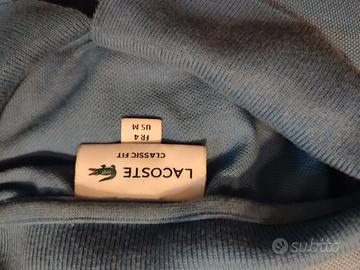 LACOSTE
CLASSIC FIT
FR 4
US M
subito